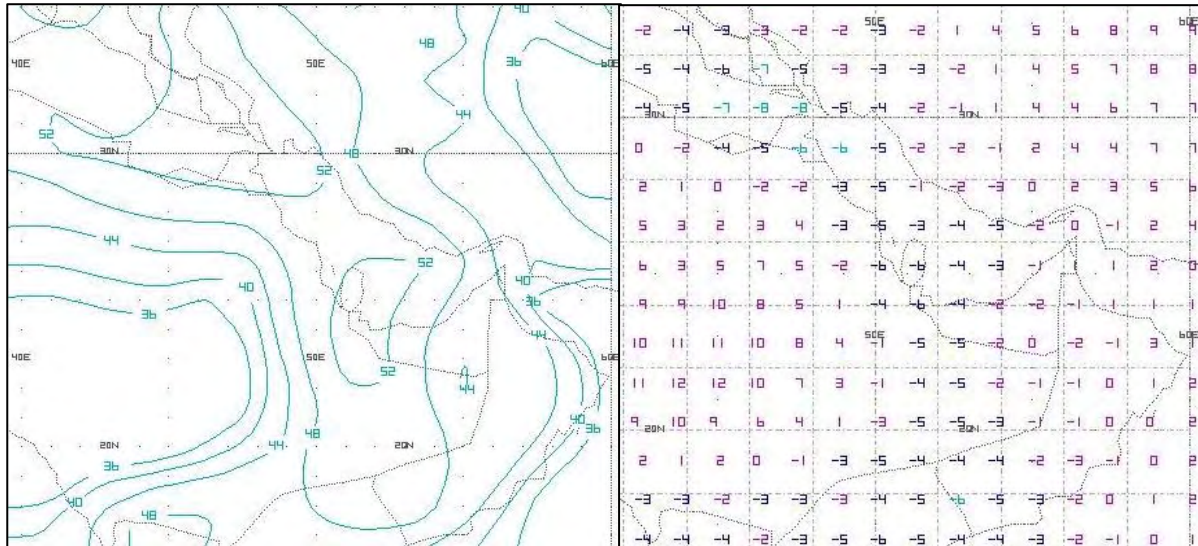 40
48
40E 50E 36 60E
44
52
30N 48 30N
52
44 52
40 40
36 36
44
40E 50E 60E
52 44
40
48 36
20N 44 20N
36
40
48
50E 60E
-2 -4 -3 -3 -2 -2 -3 -2 1 4 5 6 8 9 9
-5 -4 -6 -7 -5 -3 -3 -3 -2 1 4 5 7 8 8
-4 -5 -7 -8 -8 -5 -4 -2 -1 1 4 4 6 7 7
30N 30N
0 -2 -4 -5 -6 -6 -5 -2 -2 -1 2 4 4 7 7
2 1 0 -2 -2 -3 -5 -1 -2 -3 0 2 3 5 6
5 3 2 3 4 -3 -5 -3 -4 -5 -2 0 -1 2 4
6 3 5 7 5 -2 -6 -6 -4 -3 -1 1 2 0
9 9 10 8 5 1 -4 -6 -4 -2 -2 -1 1 1 1
50E 60E
10 11 11 10 8 4 -1 -5 -5 -2 0 -2 -1 3 1
11 12 12 10 7 3 -1 -4 -5 -2 -1 -1 0 1 2
9 10 9 6 4 1 -3 -5 -3 -3 -1 -1 0 0 2
20N 20N
2 1 2 0 -1 -3 -5 -4 -4 -4 -2 -3 -1 0 2
-3 -3 -2 -3 -3 -4 -5 -6 -5 -3 -2 0 1 2
-4 -4 -4 -2 -3 -5 -4 -5 -4 -4 -4 -2 -1 0 1